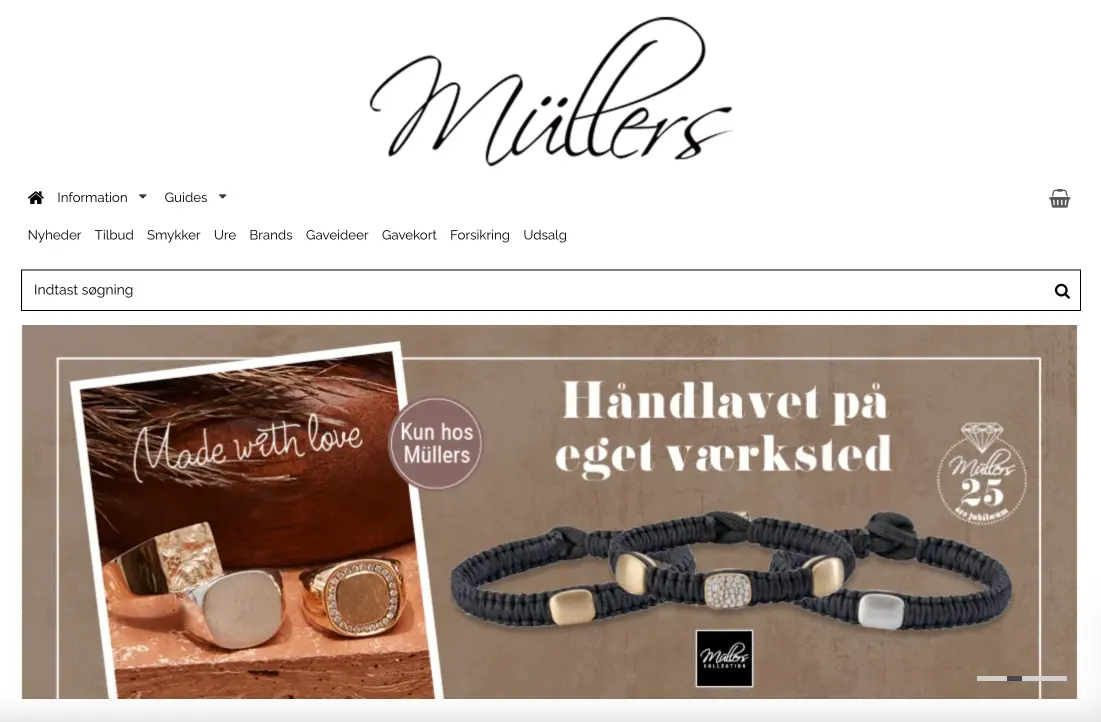 Müllers
Information Guides
Nyheder Tilbud Smykker Ure Brands Gaveideer Gavekort Forsikring Udsalg
Indtast søgning
Made with love
Kun hos
Müllers
Håndlavet på
eget værksted
Müllers
25
års jubilæum
Müllers
COLLECTION